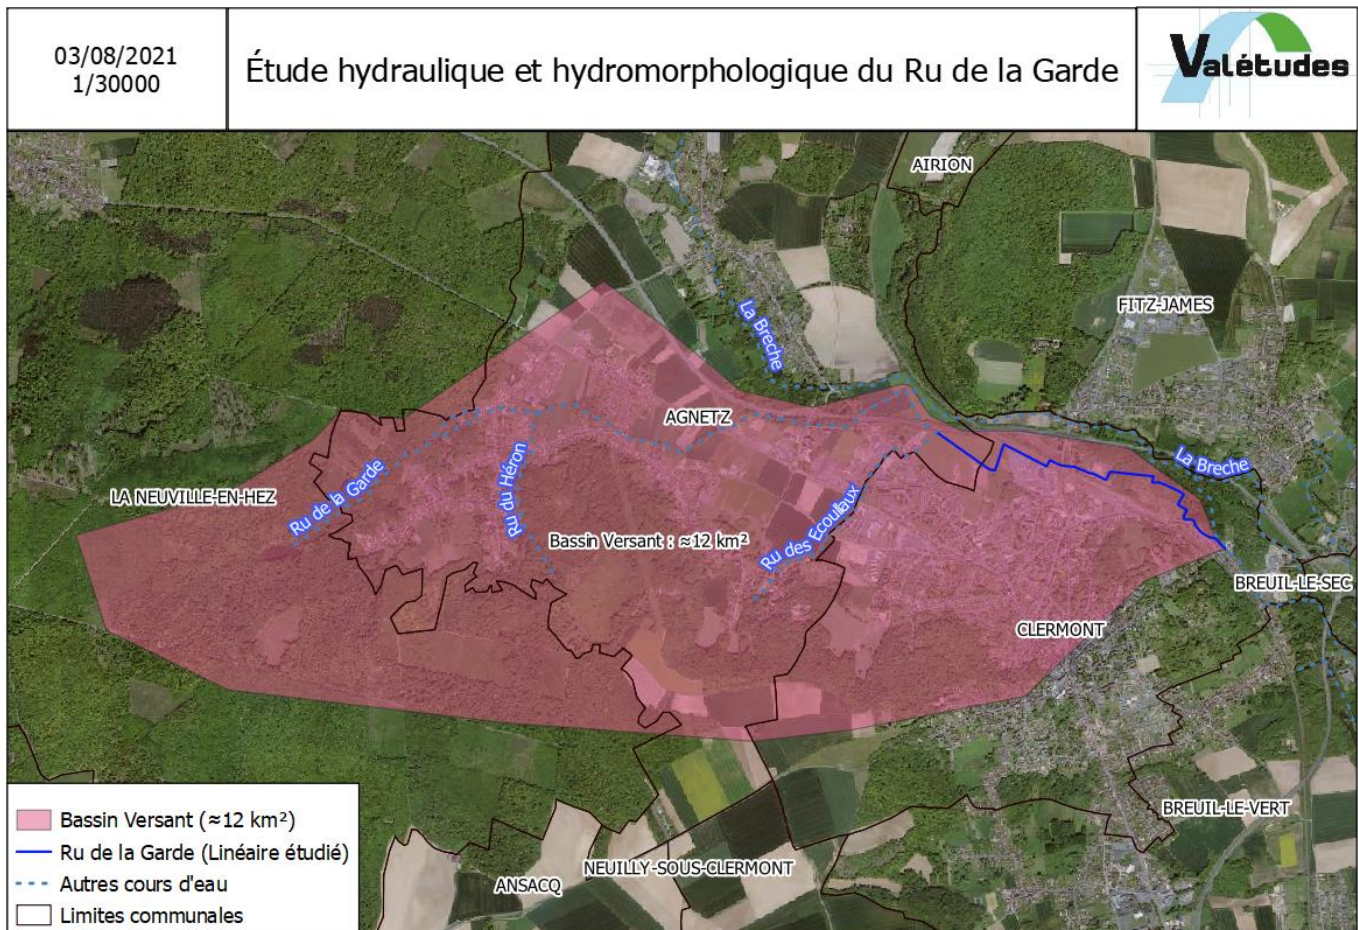 03/08/2021
1/30000
Étude hydraulique et hydromorphologique du Ru de la Garde
Valétudes
AIRION
FITZ-JAMES
La Breche
AGNETZ
La Breche
LA NEUVILLE-EN-HEZ
Ru de la Garde
Ru du Héron
Bassin Versant : ≈12 km²
Ru des Ecouillaux
BREUIL-LE-SEC
CLERMONT
BREUIL-LE-VERT
NEUILLY-SOUS-CLERMONT
ANSACQ
Bassin Versant (≈12 km²)
Ru de la Garde (Linéaire étudié)
Autres cours d'eau
Limites communales